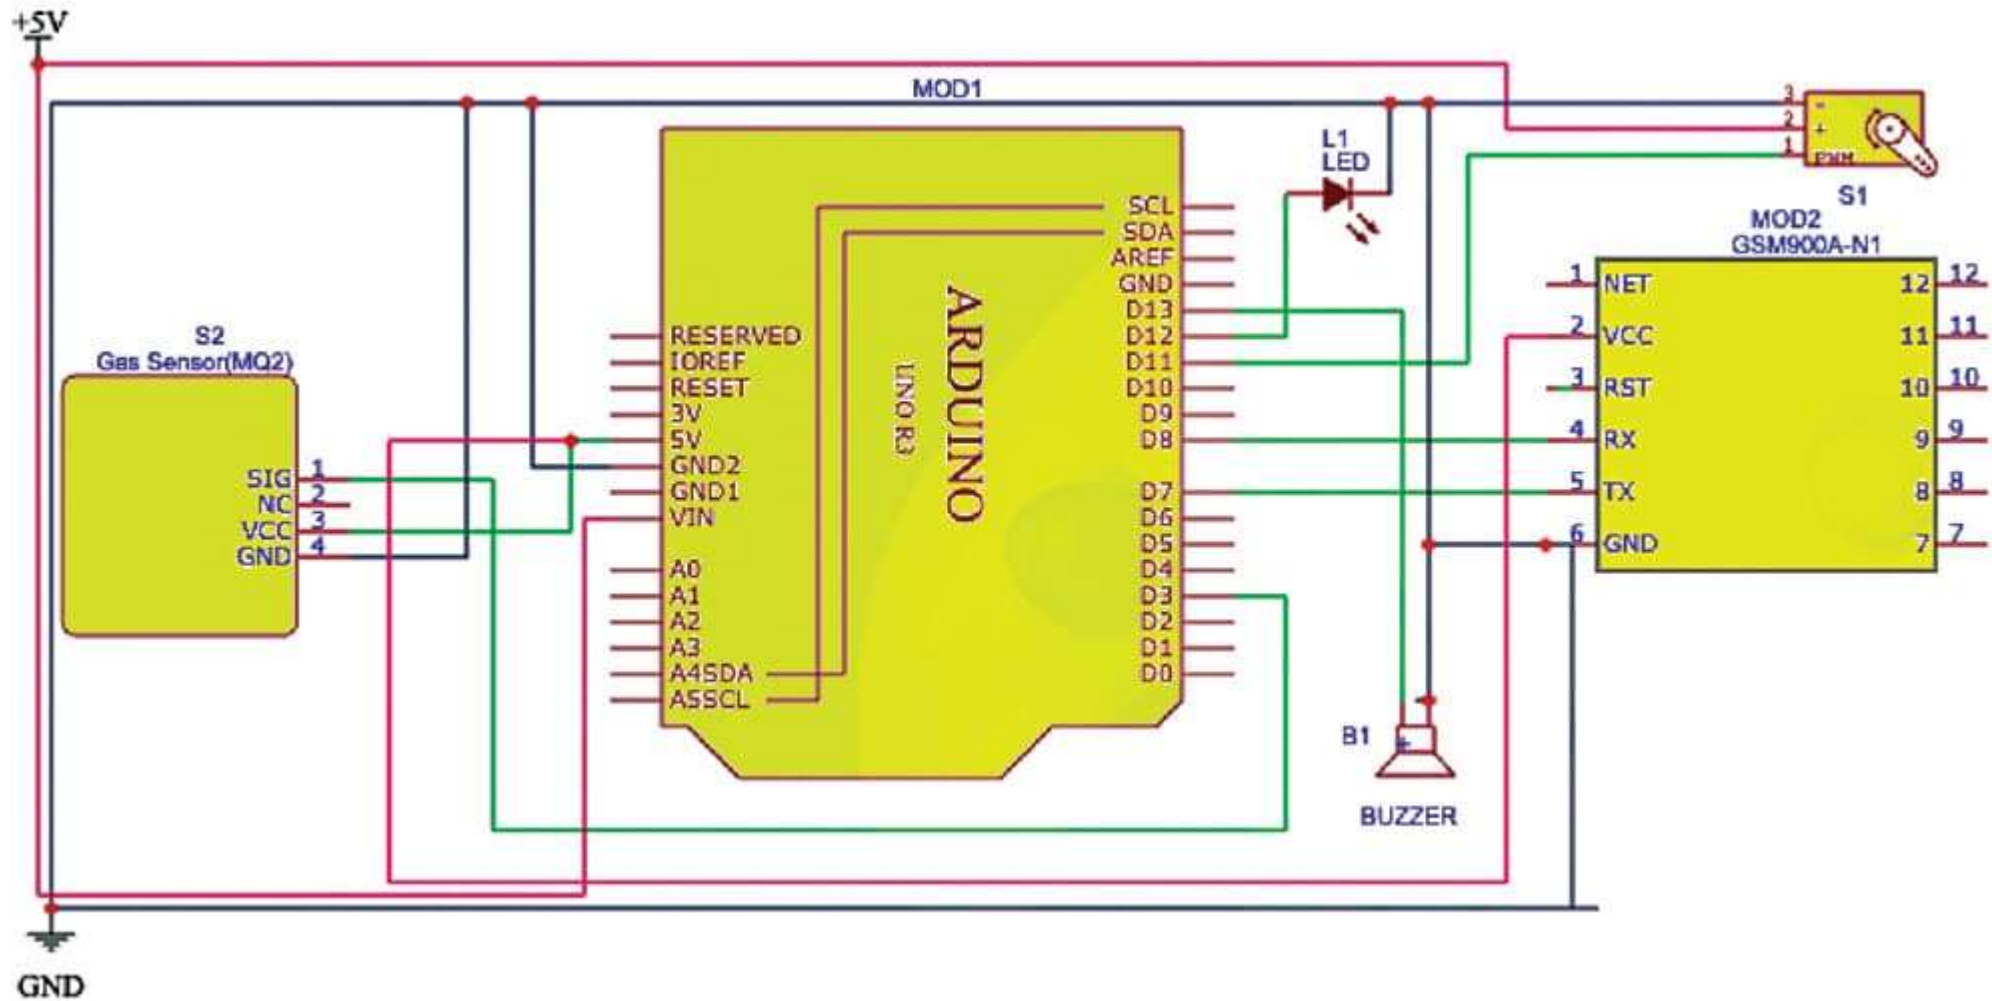 +5V
MOD1
3 -
2 +
1 PWM
S1
L1
LED
MOD2
GSM900A-N1
S2
Gas Sensor(MQ2)
SIG 1
NC 2
VCC 3
GND 4
RESERVED
IOREF
RESET
3V
5V
GND2
GND1
VIN
A0
A1
A2
A3
A4SDA
A5SCL
ARDUINO
UNO R3
SCL
SDA
AREF
GND
D13
D12
D11
D10
D9
D8
D7
D6
D5
D4
D3
D2
D1
D0
1 NET
2 VCC
3 RST
4 RX
5 TX
6 GND
12 12
11 11
10 10
9 9
8 8
7 7
B1
+
BUZZER
GND